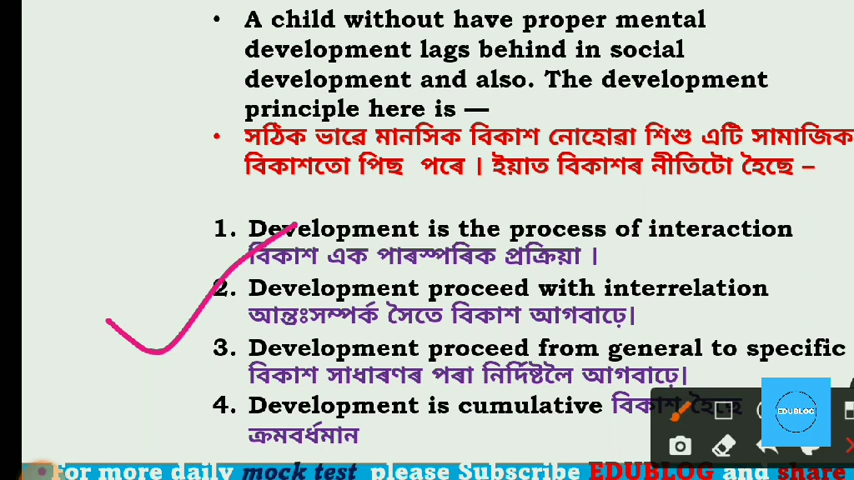 • A child without have proper mental
development lags behind in social
development and also. The development
principle here is —
• সঠিক ভাৱে মানসিক বিকাশ নোহোৱা শিশু এটি সামাজিক
বিকাশতো পিছ পৰে । ইয়াত বিকাশৰ নীতিটো হৈছে –
1. Development is the process of interaction
বিকাশ এক পাৰস্পৰিক প্ৰক্ৰিয়া ।
2. Development proceed with interrelation
আন্তঃসম্পৰ্ক সৈতে বিকাশ আগবাঢ়ে।
3. Development proceed from general to specific
বিকাশ সাধাৰণৰ পৰা নিৰ্দিষ্টলৈ আগবাঢ়ে।
4. Development is cumulative বিকাশ হৈছে
ক্ৰমবৰ্ধমান
EDUBLOG
For more daily mock test please Subscribe EDUBLOG and share